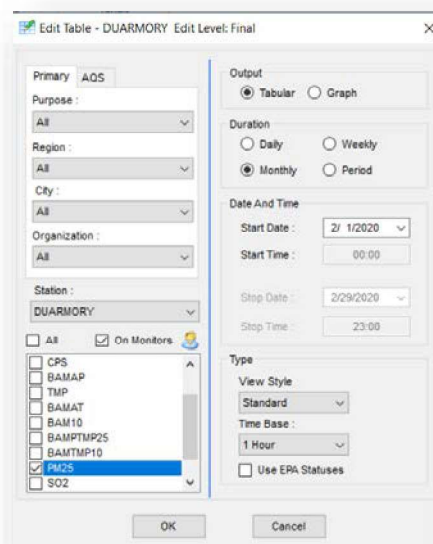 Edit Table - DUARMORY Edit Level: Final
Primary AQS
Purpose :
All
Region :
All
City :
All
Organization :
All
Station :
DUARMORY
All On Monitors
CPS
BAMAP
TMP
BAMAT
BAM10
BAMPTMP25
BAMTMP10
PM25
SO2
Output
Tabular Graph
Duration
Daily Weekly
Monthly Period
Date And Time
Start Date : 2/ 1/2020
Start Time : 00:00
Stop Date : 2/29/2020
Stop Time : 23:00
Type
View Style
Standard
Time Base :
1 Hour
Use EPA Statuses
OK Cancel